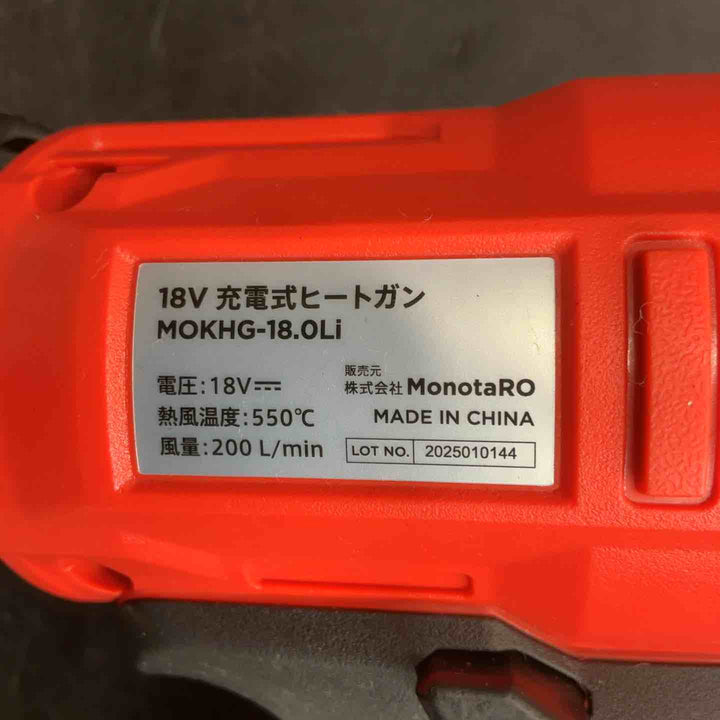 18V 充電式ヒートガン
MOKHG-18.0Li
電圧:18V⎓
熱風温度:550℃
風量:200 L/min
販売元
株式会社 MonotaRO
MADE IN CHINA
LOT NO. 2025010144